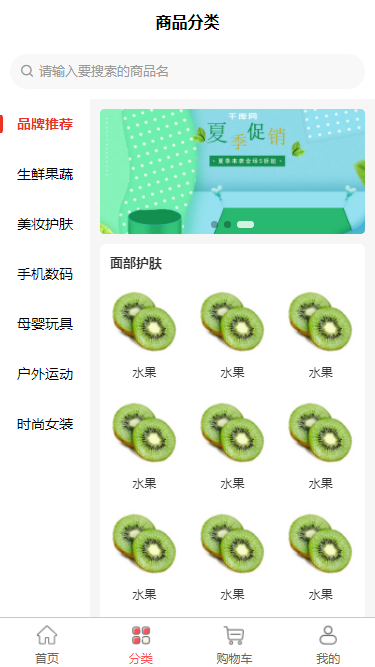 商品分类
请输入要搜索的商品名
品牌推荐
生鲜果蔬
美妆护肤
手机数码
母婴玩具
户外运动
时尚女装
千图网
夏季促销
夏季来袭全场5折起
面部护肤
水果 水果 水果
水果 水果 水果
水果 水果 水果
首页 分类 购物车 我的